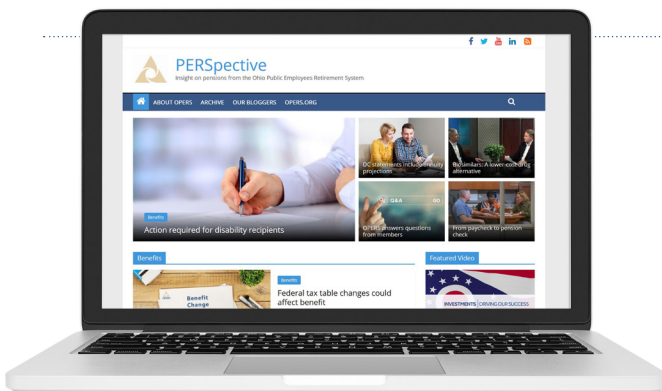 PERSpective
Insight on pensions from the Ohio Public Employees Retirement System
ABOUT OPERS ARCHIVE OUR BLOGGERS OPERS.ORG
DC statements include annuity
projections
Biosimilars: A lower-cost drug
alternative
Q&A
Benefits
Action required for disability recipients
OPERS answers questions
from members
From paycheck to pension
check
Benefits
Featured Video
Benefits
Federal tax table changes could
affect benefit
Benefit
Change
INVESTMENTS DRIVING OUR SUCCESS